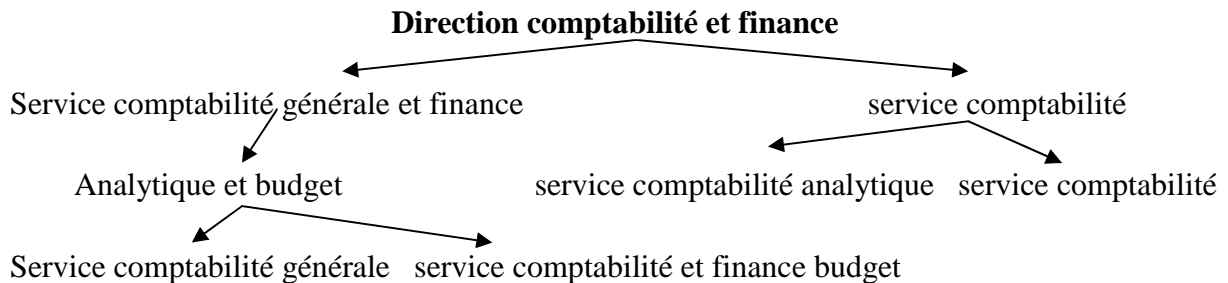 Direction comptabilité et finance
Service comptabilité générale et finance service comptabilité
Analytique et budget service comptabilité analytique service comptabilité
Service comptabilité générale service comptabilité et finance budget